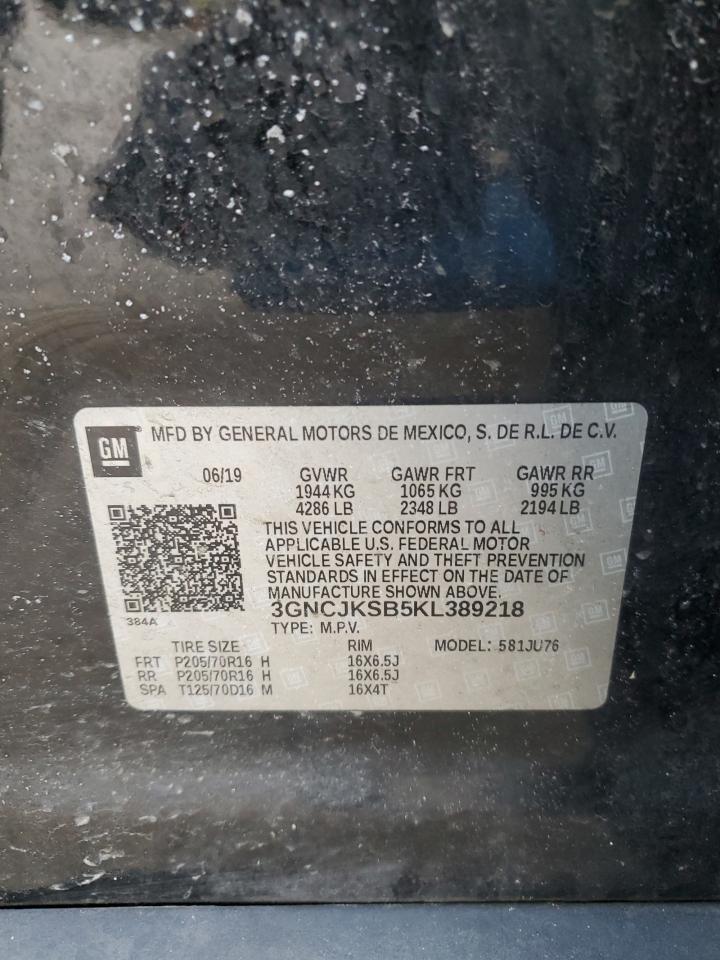 GM MFD BY GENERAL MOTORS DE MEXICO, S. DE R.L. DE C.V.
06/19 GVWR GAWR FRT GAWR RR
1944 KG 1065 KG 995 KG
4286 LB 2348 LB 2194 LB
THIS VEHICLE CONFORMS TO ALL
APPLICABLE U.S. FEDERAL MOTOR
VEHICLE SAFETY AND THEFT PREVENTION
STANDARDS IN EFFECT ON THE DATE OF
MANUFACTURE SHOWN ABOVE.
3GNCJKSB5KL389218
384A
TYPE: M.P.V.
TIRE SIZE RIM MODEL: 581JU76
FRT P205/70R16 H 16X6.5J
RR P205/70R16 H 16X6.5J
SPA T125/70D16 M 16X4T